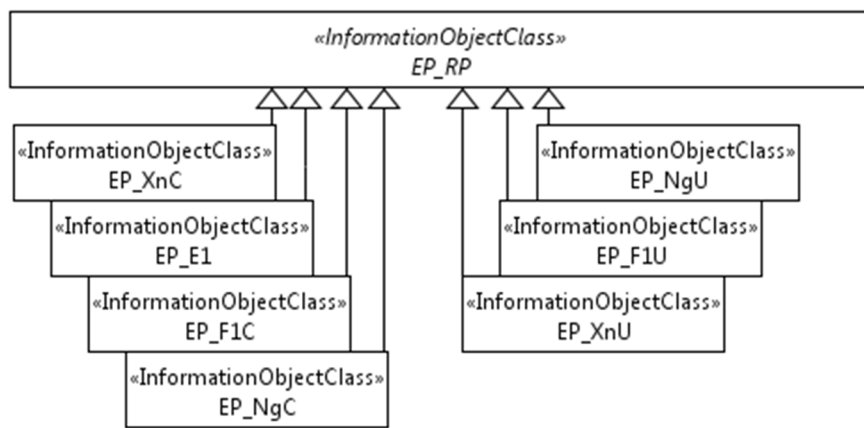 «InformationObjectClass»
EP_RP
«InformationObjectClass»
EP_XnC
«InformationObjectClass»
EP_E1
«InformationObjectClass»
EP_F1C
«InformationObjectClass»
EP_NgC
«InformationObjectClass»
EP_NgU
«InformationObjectClass»
EP_F1U
«InformationObjectClass»
EP_XnU